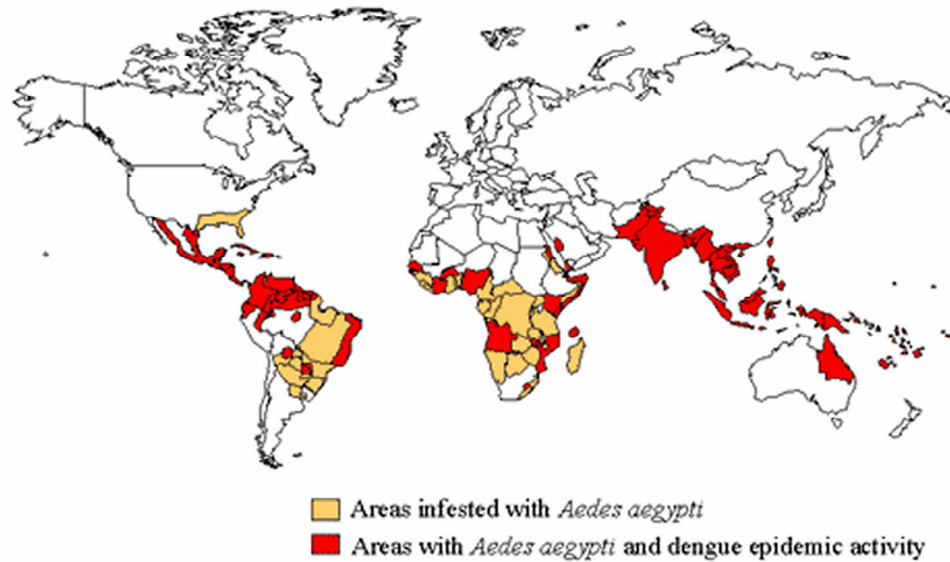 Areas infested with Aedes aegypti
Areas with Aedes aegypti and dengue epidemic activity